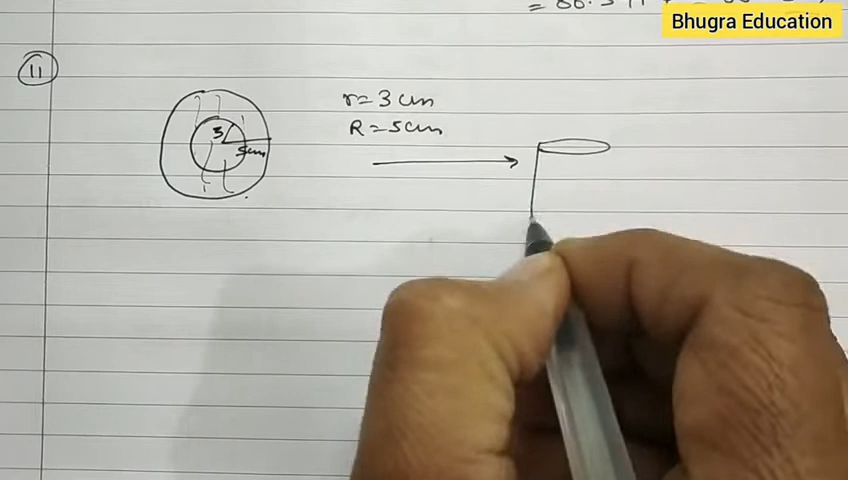 Bhugra Education
11
r = 3 cm
R = 5 cm
3
5cm